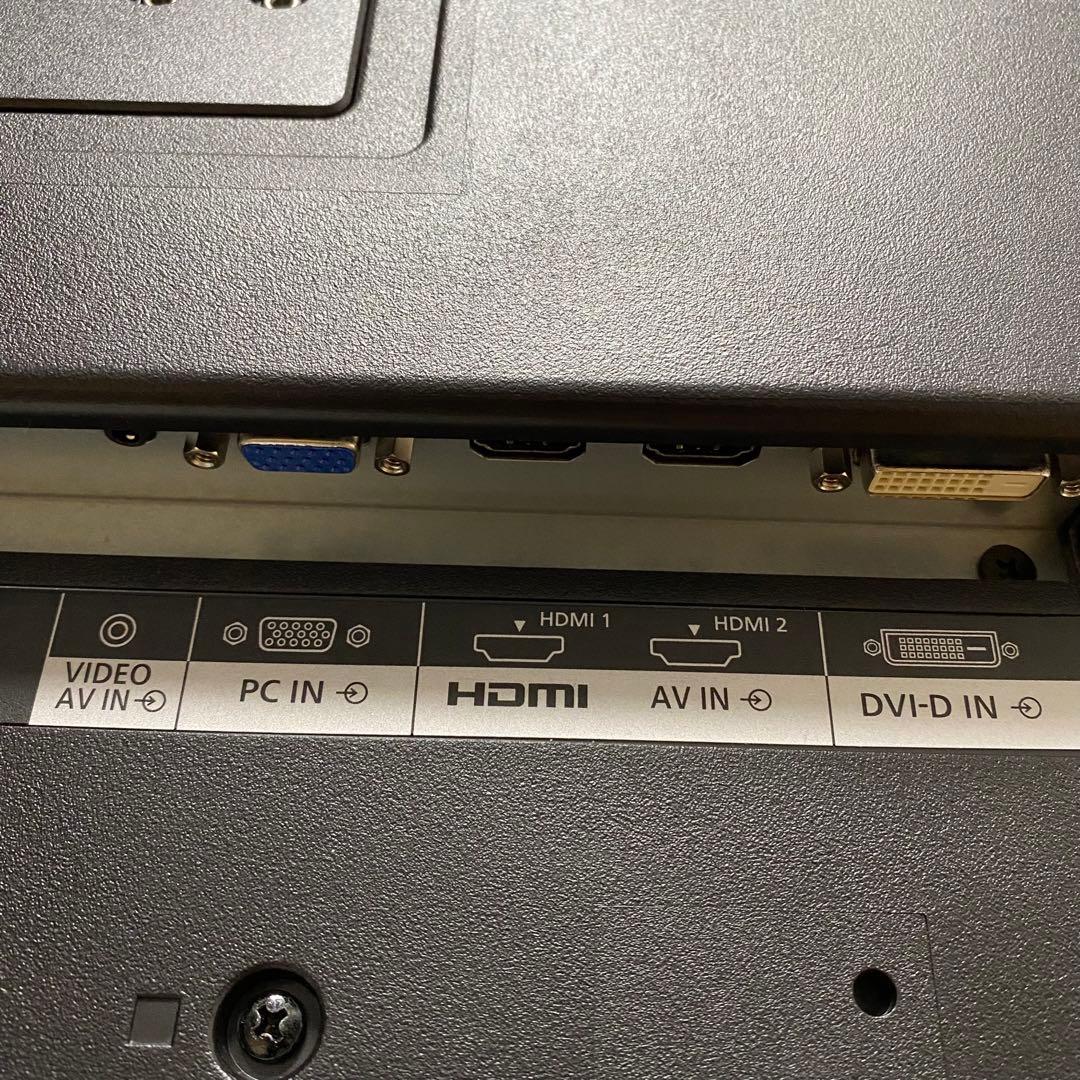 VIDEO
AV IN
PC IN
HDMI 1
HDMI 2
HDMI
AV IN
DVI-D IN